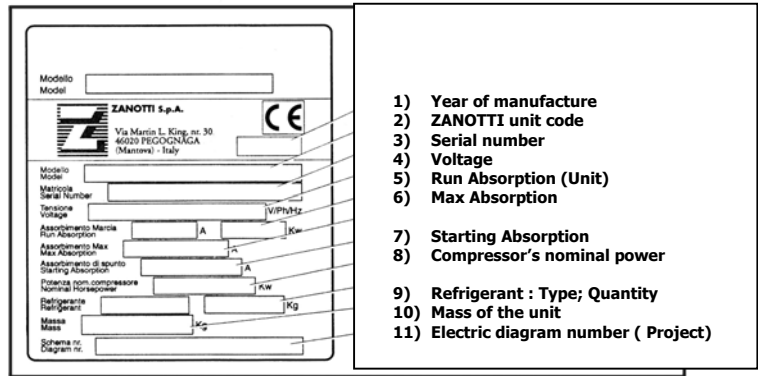 Modello
Model
ZANOTTI S.p.A.
CE
Via Martin L. King, nr. 30
46020 PEGOGNAGA
(Mantova) - Italy
Modello
Model
Matricola
Serial Number
Tensione
Voltage
V/Ph/Hz
Assorbimento Marcia
Run Absorption
A
Kw
Assorbimento Max
Max Absorption
A
Assorbimento di spunto
Starting Absorption
A
Potenza nom.compressore
Nominal Horsepower
Kw
Refrigerante
Refrigerant
Kg
Massa
Mass
Kg
Schema nr.
Diagram nr.
1) Year of manufacture
2) ZANOTTI unit code
3) Serial number
4) Voltage
5) Run Absorption (Unit)
6) Max Absorption
7) Starting Absorption
8) Compressor's nominal power
9) Refrigerant : Type; Quantity
10) Mass of the unit
11) Electric diagram number ( Project)